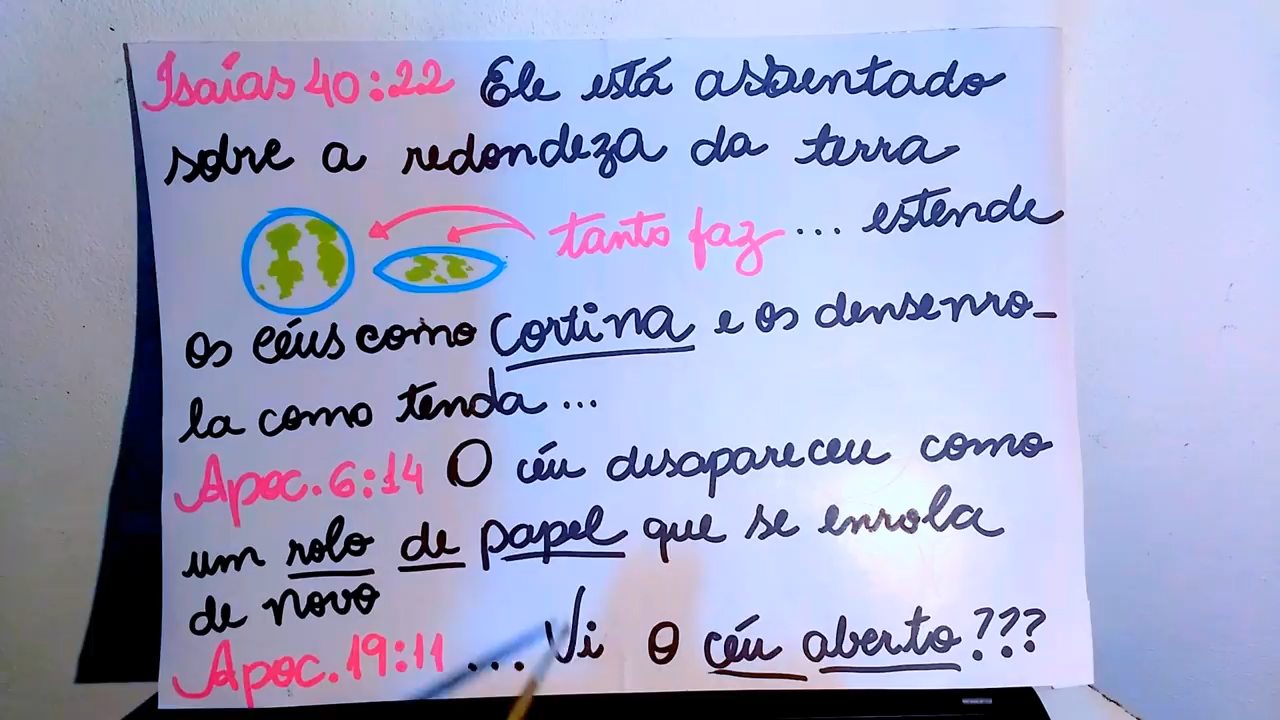 Isaías 40:22 Ele está assentado
sobre a redondeza da terra
tanto faz... estende
os céus como cortina e os densenro-
la como tenda...
Apoc. 6:14 O céu desapareceu como
um rolo de papel que se enrola
de novo
Apoc. 19:11 ... Vi o céu aberto???